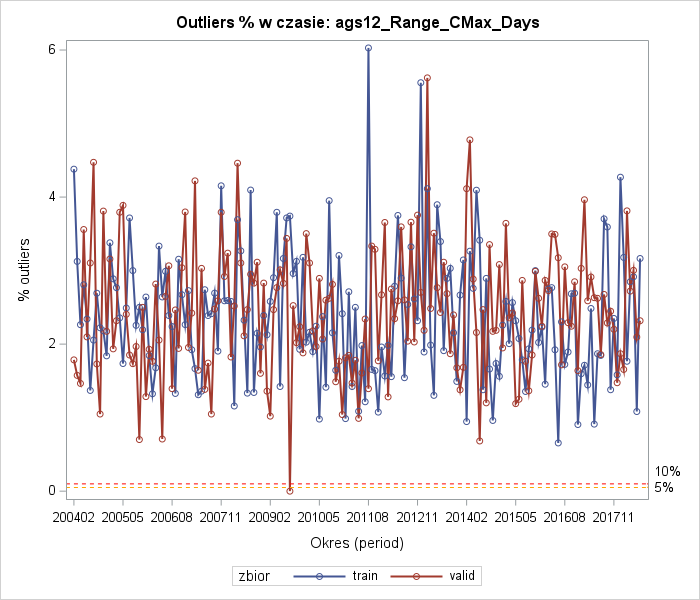 Outliers % w czasie: ags12_Range_CMax_Days
% outliers
6
4
2
0
10%
5%
200402 200505 200608 200711 200902 201005 201108 201211 201402 201505 201608 201711
Okres (period)
zbior train valid